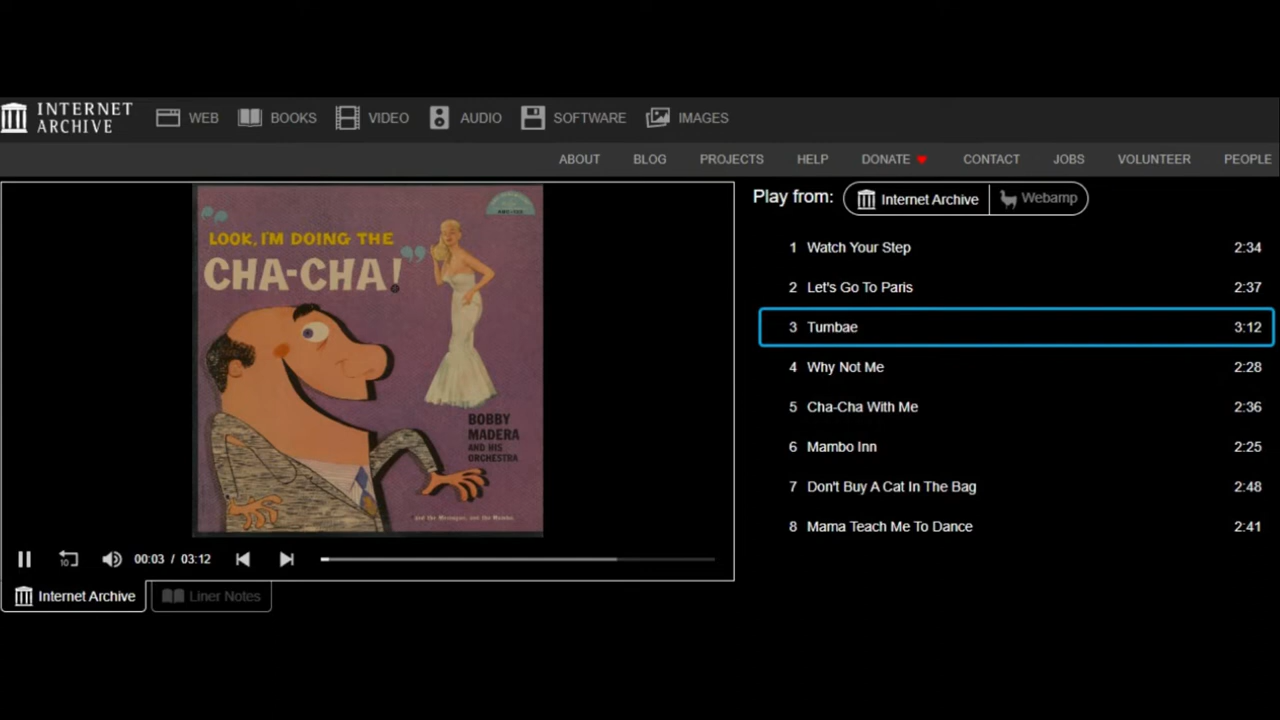 INTERNET
ARCHIVE
WEB BOOKS VIDEO AUDIO SOFTWARE IMAGES
ABOUT BLOG PROJECTS HELP DONATE CONTACT JOBS VOLUNTEER PEOPLE
"LOOK, I'M DOING THE
CHA-CHA!"
BOBBY
MADERA
AND HIS
ORCHESTRA
10 00:03 / 03:12
Internet Archive Liner Notes
Play from: Internet Archive Webamp
1 Watch Your Step 2:34
2 Let's Go To Paris 2:37
3 Tumbae 3:12
4 Why Not Me 2:28
5 Cha-Cha With Me 2:36
6 Mambo Inn 2:25
7 Don't Buy A Cat In The Bag 2:48
8 Mama Teach Me To Dance 2:41